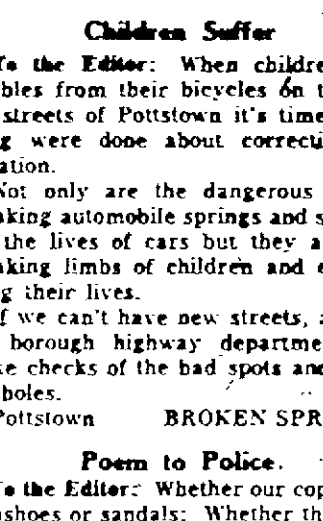 Children Suffer
To the Editor: When childre
bles from their bicycles on t
streets of Pottstown it's time
g were done about correcti
ation.
Not only are the dangerous
aking automobile springs and s
the lives of cars but they a
aking limbs of children and e
g their lives.
If we can't have new streets, a
borough highway departme
e checks of the bad spots and
holes.
Pottstown BROKEN SPR
Poem to Police.
To the Editor: Whether our cop
shoes or sandals: Whether th